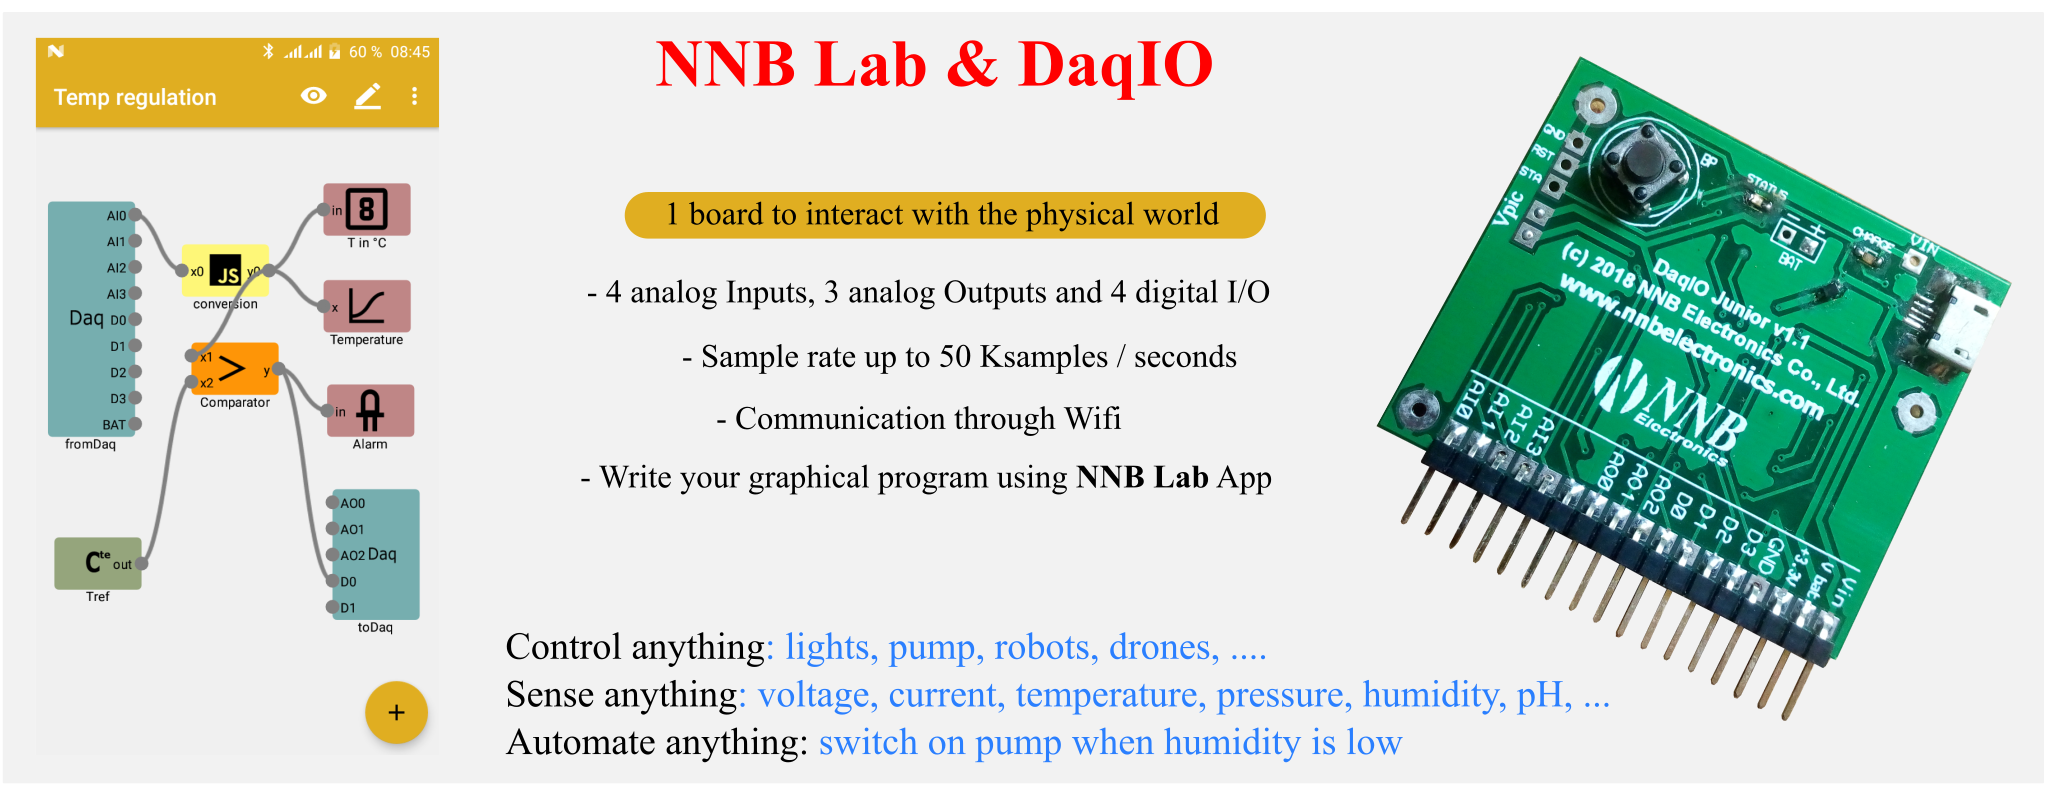 60 % 08:45
Temp regulation
AI0
AI1
AI2
AI3
D0
D1
D2
D3
BAT
Daq
fromDaq
x0 JS y0
conversion
in 8
T in °C
x
Temperature
x1
x2
> y
Comparator
in
Alarm
Cte out
Tref
AO0
AO1
AO2 Daq
D0
D1
toDaq
+
NNB Lab & DaqIO
1 board to interact with the physical world
- 4 analog Inputs, 3 analog Outputs and 4 digital I/O
- Sample rate up to 50 Ksamples / seconds
- Communication through Wifi
- Write your graphical program using NNB Lab App
Control anything: lights, pump, robots, drones, ....
Sense anything: voltage, current, temperature, pressure, humidity, pH, ...
Automate anything: switch on pump when humidity is low
GND
RST
STA
Vpic
BP
STATUS
- +
BAT
CHARGE
VIN
DaqIO Junior v1.1
(c) 2018 NNB Electronics Co., Ltd.
www.nnbelectronics.com
NNB
Electronics
AI0
AI1
AI2
AI3
AO0
AO1
AO2
D0
D1
D2
D3
GND
+3.3V
Vbat
Vin